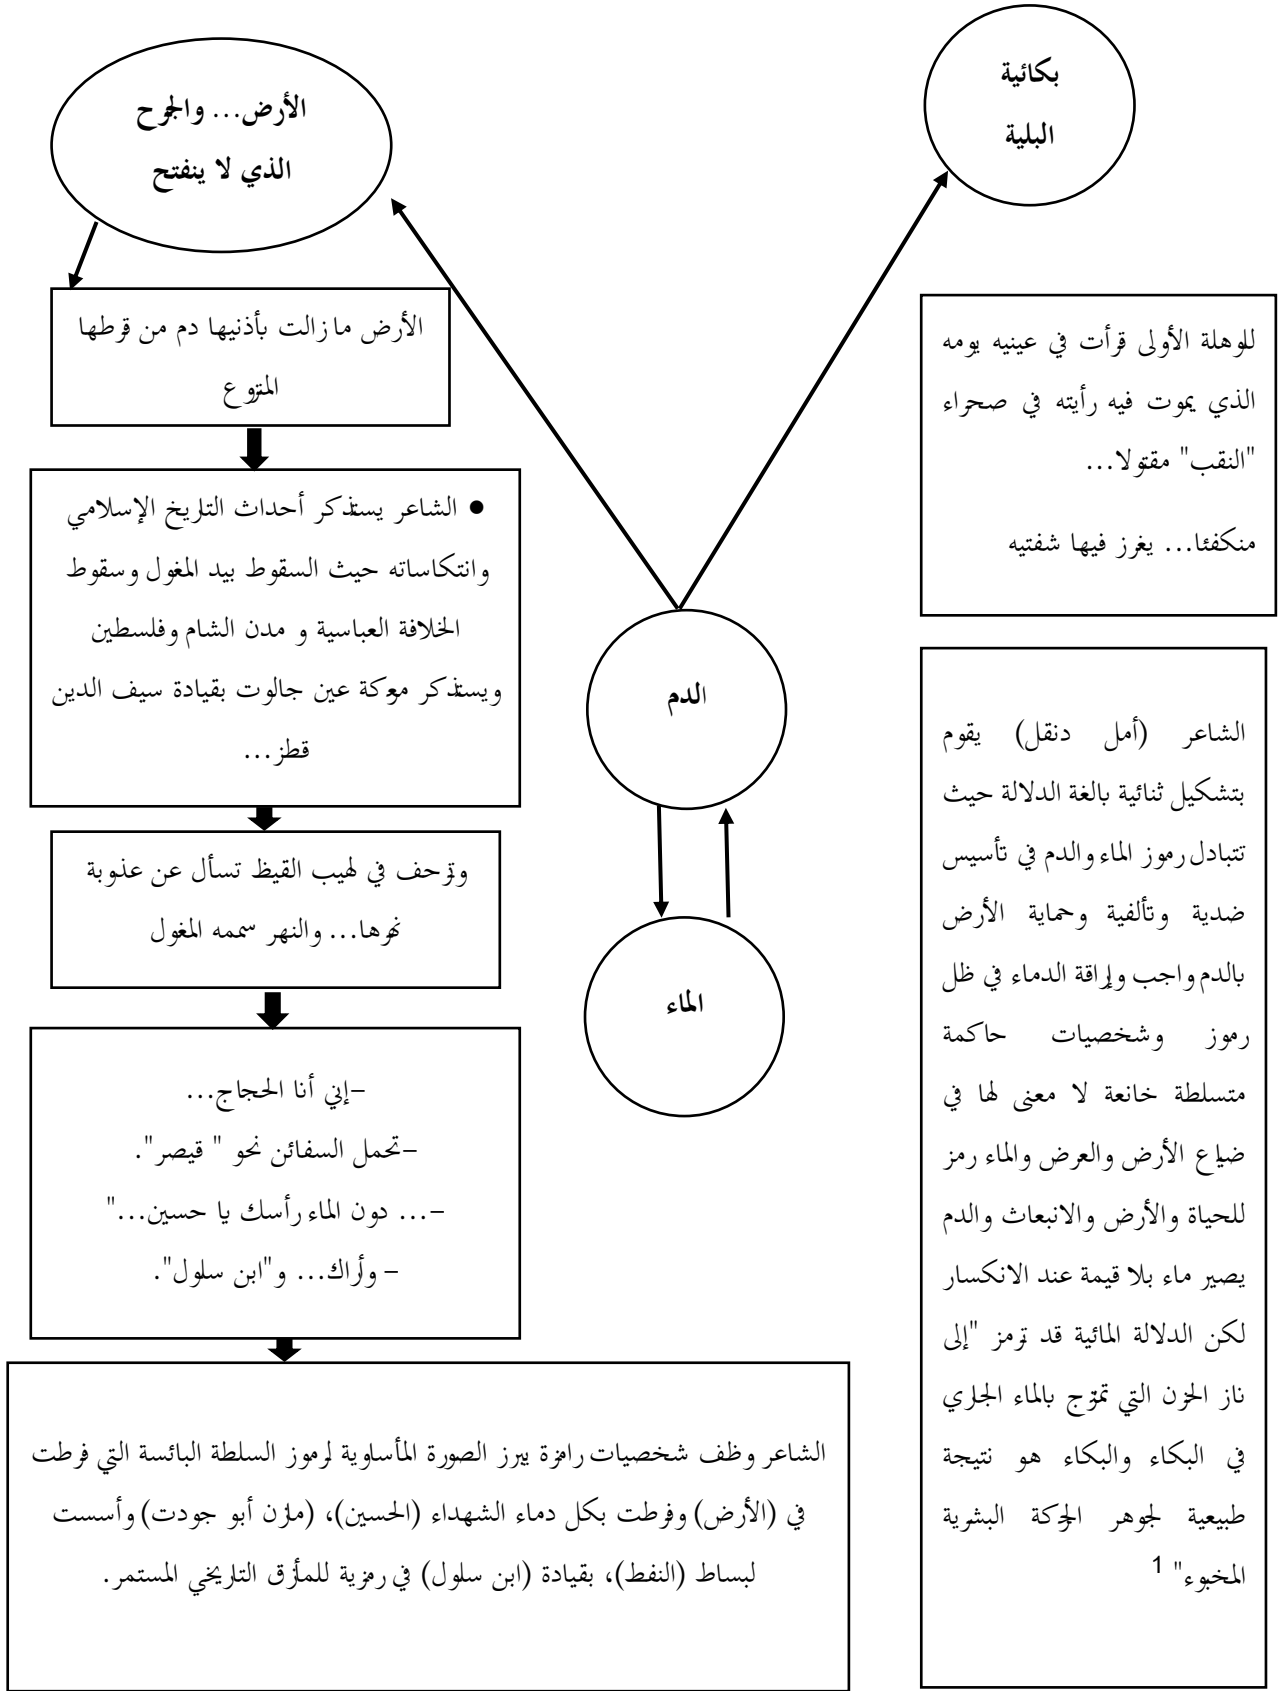 بكائية
البلية
الأرض... والجرح
الذي لا ينفتح
الأرض ما زالت بأذنيها دم من قرطها
المتزوع
للوهلة الأولى قرأت في عينيه يومه
الذي يموت فيه رأيته في صحراء
"النقب" مقتولا...
منكفئا... يغرز فيها شفتيه
● الشاعر يستذكر أحداث التاريخ الإسلامي
وانتكاساته حيث السقوط بيد المغول وسقوط
الخلافة العباسية و مدن الشام وفلسطين
ويستذكر معركة عين جالوت بقيادة سيف الدين
قطز...
الدم
وتزحف في لهيب القيظ تسأل عن عذوبة
نهرها... والنهر سممه المغول
الماء
-إني أنا الحجاج...
-تحمل السفائن نحو " قيصر".
-... دون الماء رأسك يا حسين..."
- وأراك... و"ابن سلول".
الشاعر وظف شخصيات رامزة يبرز الصورة المأساوية لرموز السلطة البائسة التي فرطت
في (الأرض) وفرطت بكل دماء الشهداء (الحسين)، (مازن أبو جودت) وأسست
لبساط (النفط)، بقيادة (ابن سلول) في رمزية للمأزق التاريخي المستمر.
الشاعر (أمل دنقل) يقوم
بتشكيل ثنائية بالغة الدلالة حيث
تتبادل رموز الماء والدم في تأسيس
ضدية وتألفية وحماية الأرض
بالدم واجب وإراقة الدماء في ظل
رموز وشخصيات حاكمة
متسلطة خانعة لا معنى لها في
ضياع الأرض والعرض والماء رمز
للحياة والأرض والانبعاث والدم
يصير ماء بلا قيمة عند الانكسار
لكن الدلالة المائية قد ترمز "إلى
ناز الحزن التي تمتزج بالماء الجاري
في البكاء والبكاء هو نتيجة
طبيعية لجوهر الحركة البشرية
المخبوء" 1